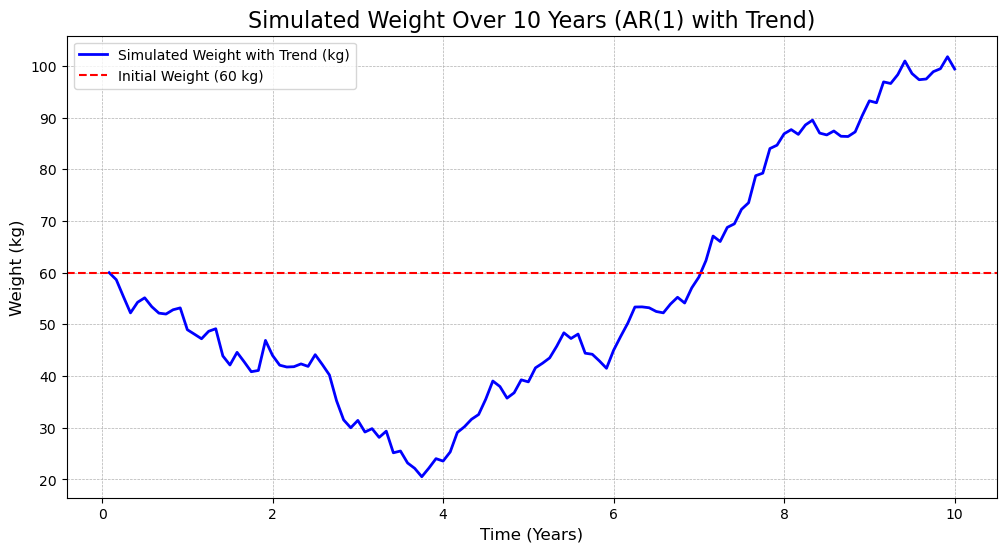 Simulated Weight Over 10 Years (AR(1) with Trend)
Simulated Weight with Trend (kg)
Initial Weight (60 kg)
Weight (kg)
100
90
80
70
60
50
40
30
20
0 2 4 6 8 10
Time (Years)